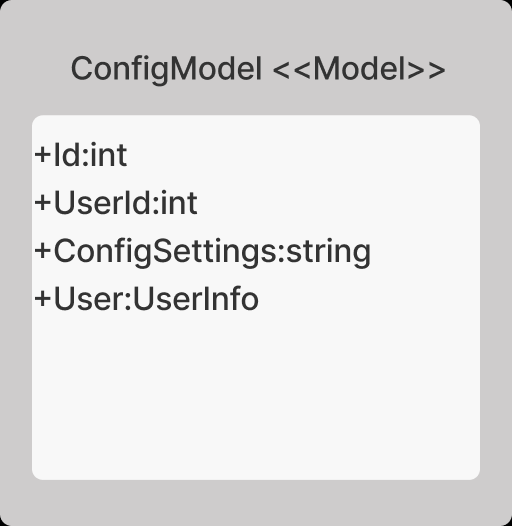 ConfigModel <<Model>>
+Id:int
+UserId:int
+ConfigSettings:string
+User:UserInfo